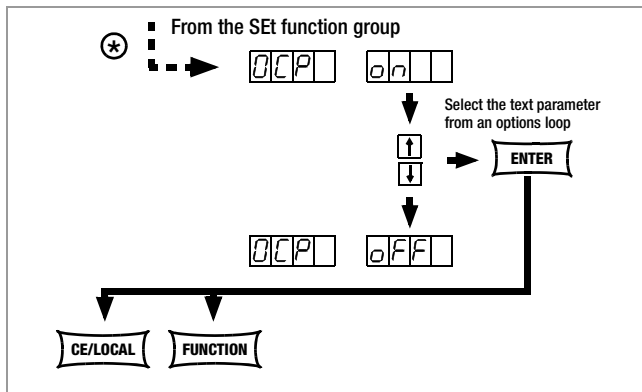 From the SEt function group
OCP on
Select the text parameter
from an options loop
ENTER
OCP oFF
CE/LOCAL FUNCTION